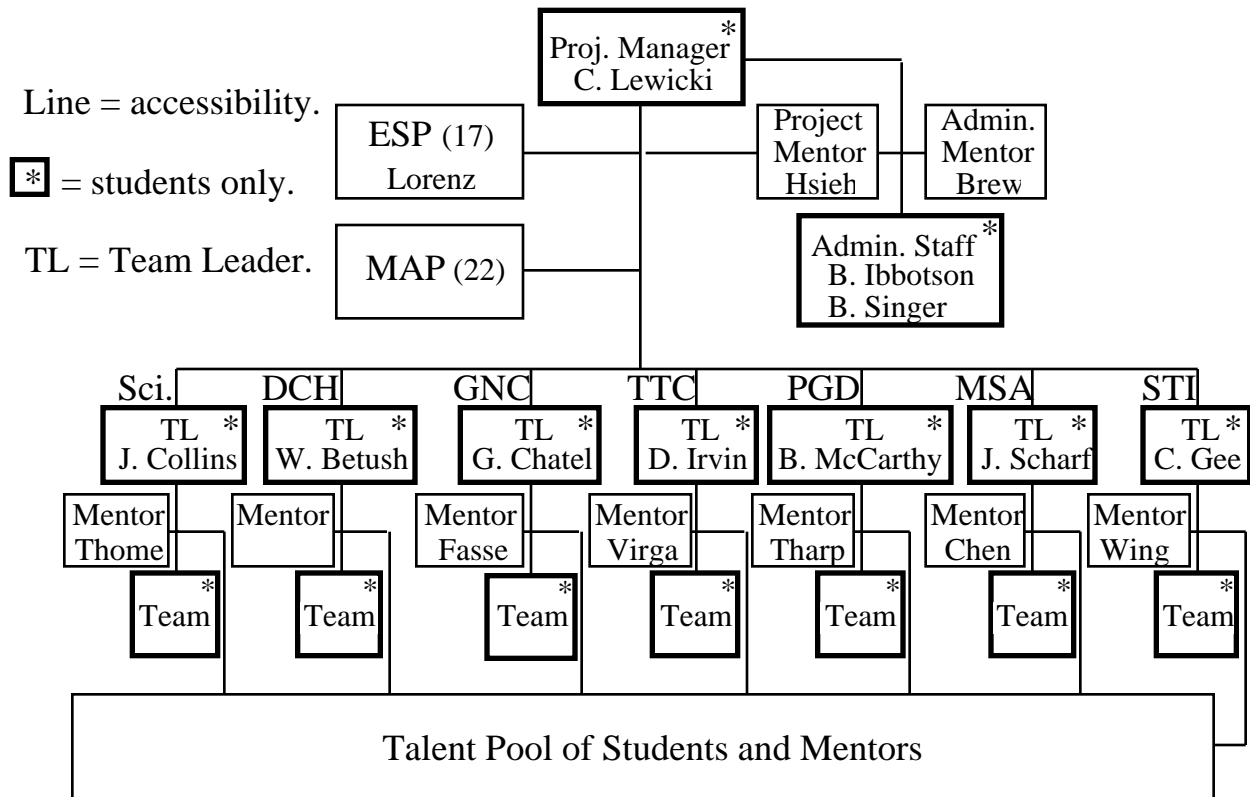 *
Proj. Manager
C. Lewicki
Line = accessibility.
* = students only.
TL = Team Leader.
ESP (17)
Lorenz
MAP (22)
Project
Mentor
Hsieh
Admin.
Mentor
Brew
*
Admin. Staff
B. Ibbotson
B. Singer
Sci. DCH GNC TTC PGD MSA STI
TL *
J. Collins
TL *
W. Betush
TL *
G. Chatel
TL *
D. Irvin
TL *
B. McCarthy
TL *
J. Scharf
TL *
C. Gee
Mentor
Thome
Mentor
Mentor
Fasse
Mentor
Virga
Mentor
Tharp
Mentor
Chen
Mentor
Wing
*
Team
*
Team
*
Team
*
Team
*
Team
*
Team
*
Team
Talent Pool of Students and Mentors